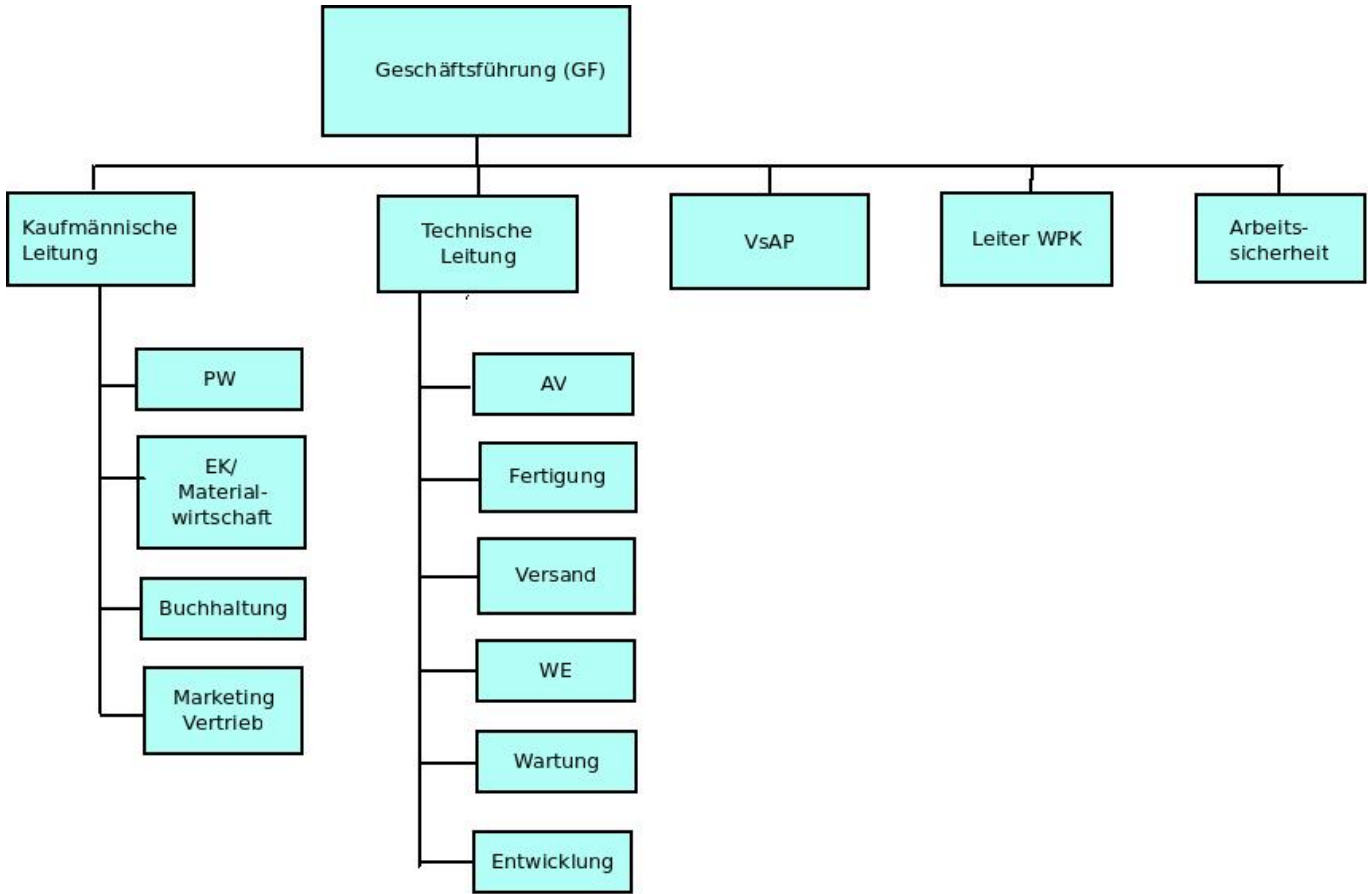 Geschäftsführung (GF)
Kaufmännische
Leitung
Technische
Leitung
VsAP
Leiter WPK
Arbeits-
sicherheit
PW
EK/
Material-
wirtschaft
Buchhaltung
Marketing
Vertrieb
AV
Fertigung
Versand
WE
Wartung
Entwicklung